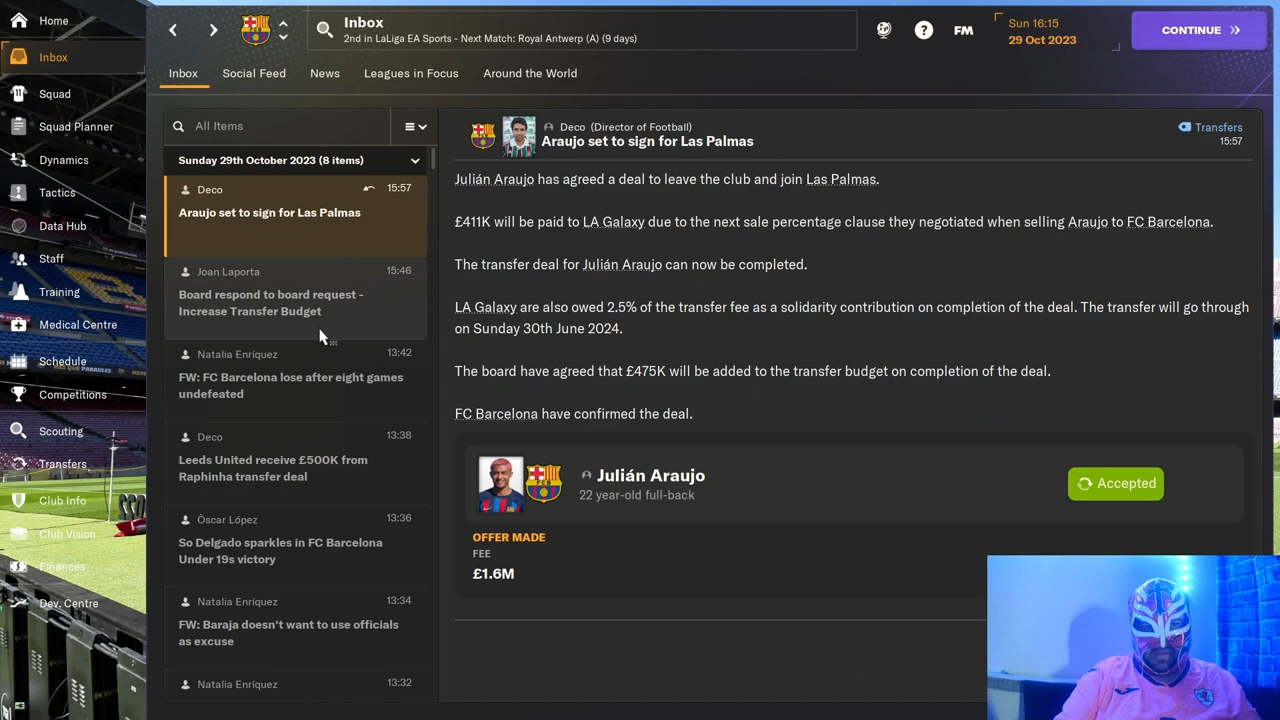 Home
Inbox
Squad
Squad Planner
Dynamics
Tactics
Data Hub
Staff
Training
Medical Centre
Schedule
Competitions
Scouting
Transfers
Club Info
Club Vision
Finances
Dev. Centre
Inbox
2nd in LaLiga EA Sports - Next Match: Royal Antwerp (A) (9 days)
?
FM
Sun 16:15
29 Oct 2023
CONTINUE
Inbox
Social Feed
News
Leagues in Focus
Around the World
All Items
Sunday 29th October 2023 (8 items)
Deco
15:57
Araujo set to sign for Las Palmas
Joan Laporta
15:46
Board respond to board request -
Increase Transfer Budget
Natalia Enríquez
13:42
FW: FC Barcelona lose after eight games
undefeated
Deco
13:38
Leeds United receive £500K from
Raphinha transfer deal
Òscar López
13:36
So Delgado sparkles in FC Barcelona
Under 19s victory
Natalia Enríquez
13:34
FW: Baraja doesn't want to use officials
as excuse
Natalia Enríquez
13:32
Deco (Director of Football)
Araujo set to sign for Las Palmas
Transfers
15:57
Julián Araujo has agreed a deal to leave the club and join Las Palmas.
£411K will be paid to LA Galaxy due to the next sale percentage clause they negotiated when selling Araujo to FC Barcelona.
The transfer deal for Julián Araujo can now be completed.
LA Galaxy are also owed 2.5% of the transfer fee as a solidarity contribution on completion of the deal. The transfer will go through
on Sunday 30th June 2024.
The board have agreed that £475K will be added to the transfer budget on completion of the deal.
FC Barcelona have confirmed the deal.
Julián Araujo
22 year-old full-back
Accepted
OFFER MADE
FEE
£1.6M